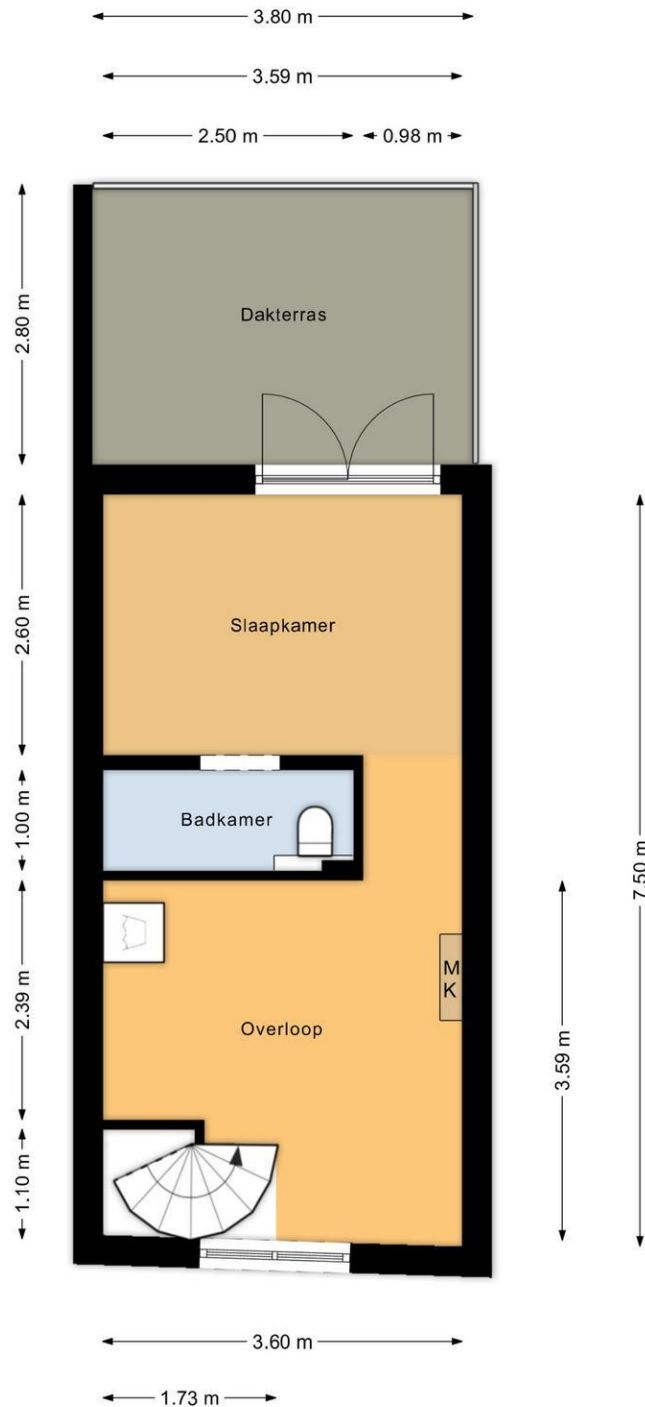 3.80 m
3.59 m
2.50 m 0.98 m
2.80 m
Dakterras
2.60 m
Slaapkamer
1.00 m
Badkamer
7.50 m
2.39 m
M
K
Overloop
3.59 m
1.10 m
3.60 m
1.73 m